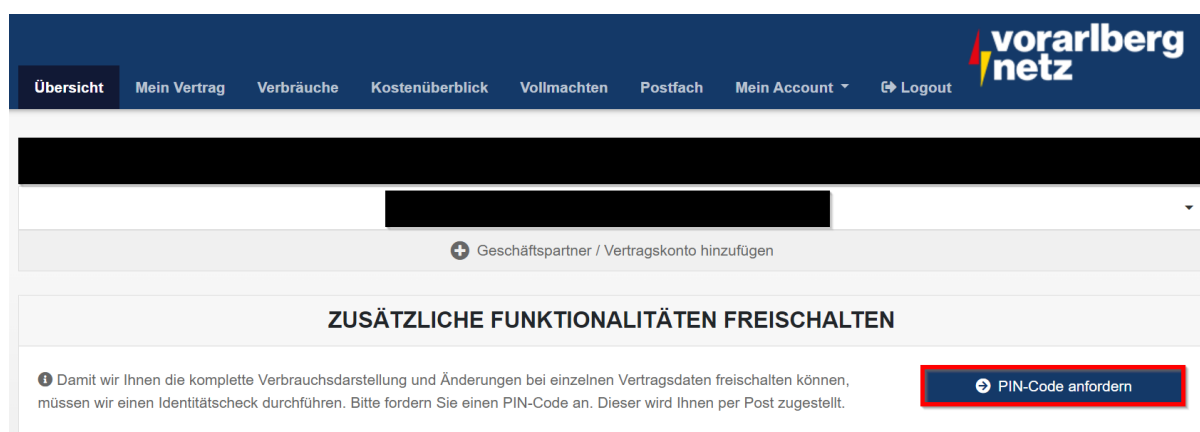 vorarlberg
netz
Übersicht Mein Vertrag Verbräuche Kostenüberblick Vollmachten Postfach Mein Account Logout
Geschäftspartner / Vertragskonto hinzufügen
ZUSÄTZLICHE FUNKTIONALITÄTEN FREISCHALTEN
Damit wir Ihnen die komplette Verbrauchsdarstellung und Änderungen bei einzelnen Vertragsdaten freischalten können,
müssen wir einen Identitätscheck durchführen. Bitte fordern Sie einen PIN-Code an. Dieser wird Ihnen per Post zugestellt.
PIN-Code anfordern